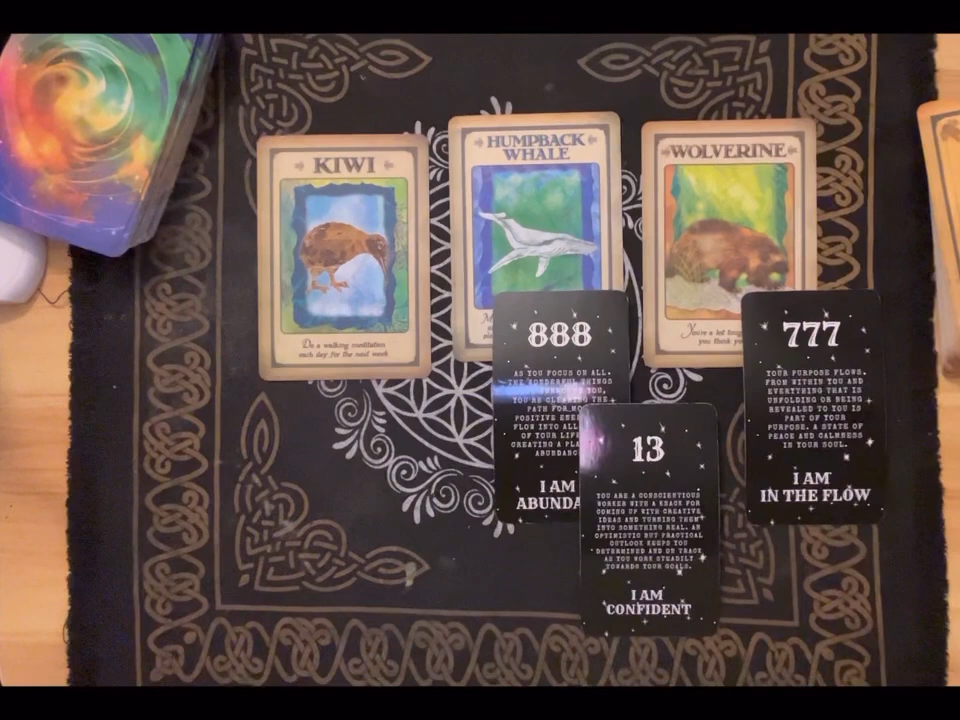 KIWI
Do a walking meditation
each day for the next week
HUMPBACK
WHALE
WOLVERINE
You're a lot
you think
888
AS YOU FOCUS ON ALL
THE WONDERFUL THINGS
YOU,
YOU'RE CLEARING THE
PATH FOR
POSITIVE
FLOW INTO ALL
OF YOUR
CREATING A
I AM
13
YOU ARE A CONSCIENTIOUS
WORKER WITH A KNACK FOR
COMING UP WITH CREATIVE
IDEAS AND TURNING THEM
INTO SOMETHING REAL. AN
OPTIMISTIC BUT PRACTICAL
OUTLOOK KEEPS YOU
DETERMINED AND ON TRACK
AS YOU WORK STEADILY
TOWARDS YOUR GOALS.
I AM
CONFIDENT
777
YOUR PURPOSE FLOWS
FROM WITHIN YOU AND
EVERYTHING THAT IS
UNFOLDING OR BEING
REVEALED TO YOU IS
PART OF YOUR
PURPOSE. A STATE OF
PEACE AND CALMNESS
IN YOUR SOUL.
I AM
IN THE FLOW